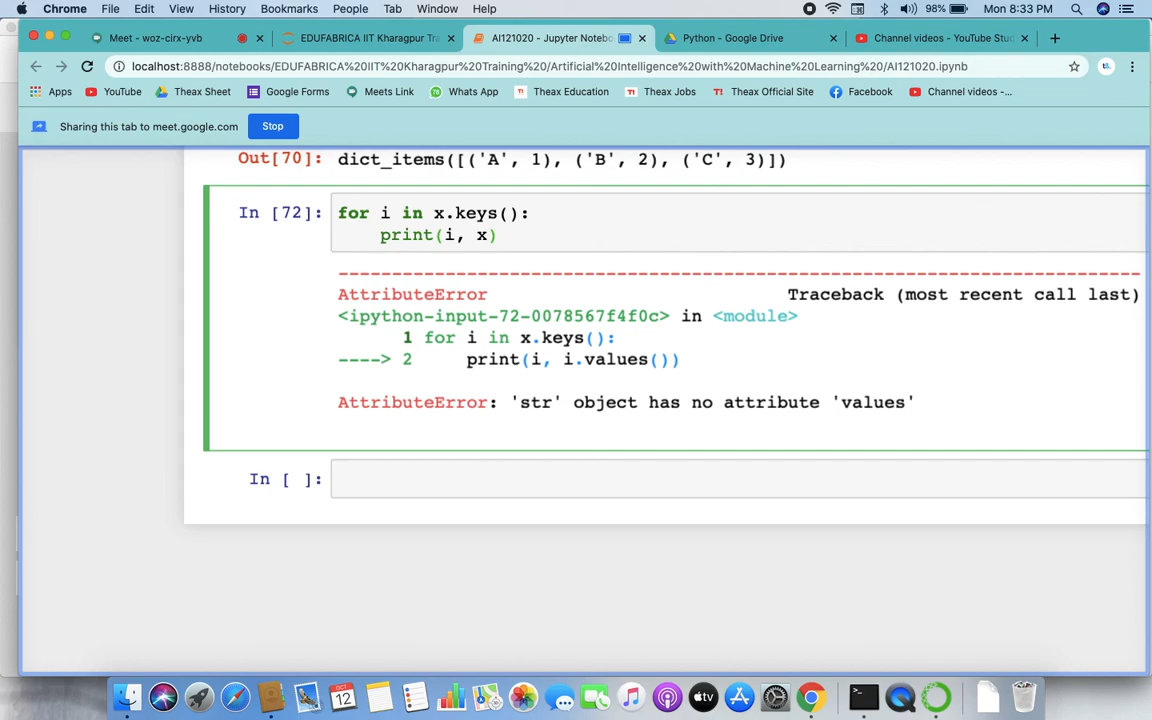 Chrome File Edit View History Bookmarks People Tab Window Help 98% Mon 8:33 PM
Meet - woz-cirx-yvb EDUFABRICA IIT Kharagpur Tra AI121020 - Jupyter Notebo Python - Google Drive Channel videos - YouTube Stu
localhost:8888/notebooks/EDUFABRICA%20IIT%20Kharagpur%20Training%20/Artificial%20Intelligence%20with%20Machine%20Learning%20/AI121020.ipynb
Apps YouTube Theax Sheet Google Forms Meets Link Whats App Theax Education Theax Jobs Theax Official Site Facebook Channel videos -...
Sharing this tab to meet.google.com Stop
Out[70]: dict_items([('A', 1), ('B', 2), ('C', 3)])
In [72]: for i in x.keys():
print(i, x)
---------------------------------------------------------------------------
AttributeError Traceback (most recent call last)
<ipython-input-72-0078567f4f0c> in <module>
1 for i in x.keys():
----> 2 print(i, i.values())
AttributeError: 'str' object has no attribute 'values'
In [ ]:
OCT
12
tv